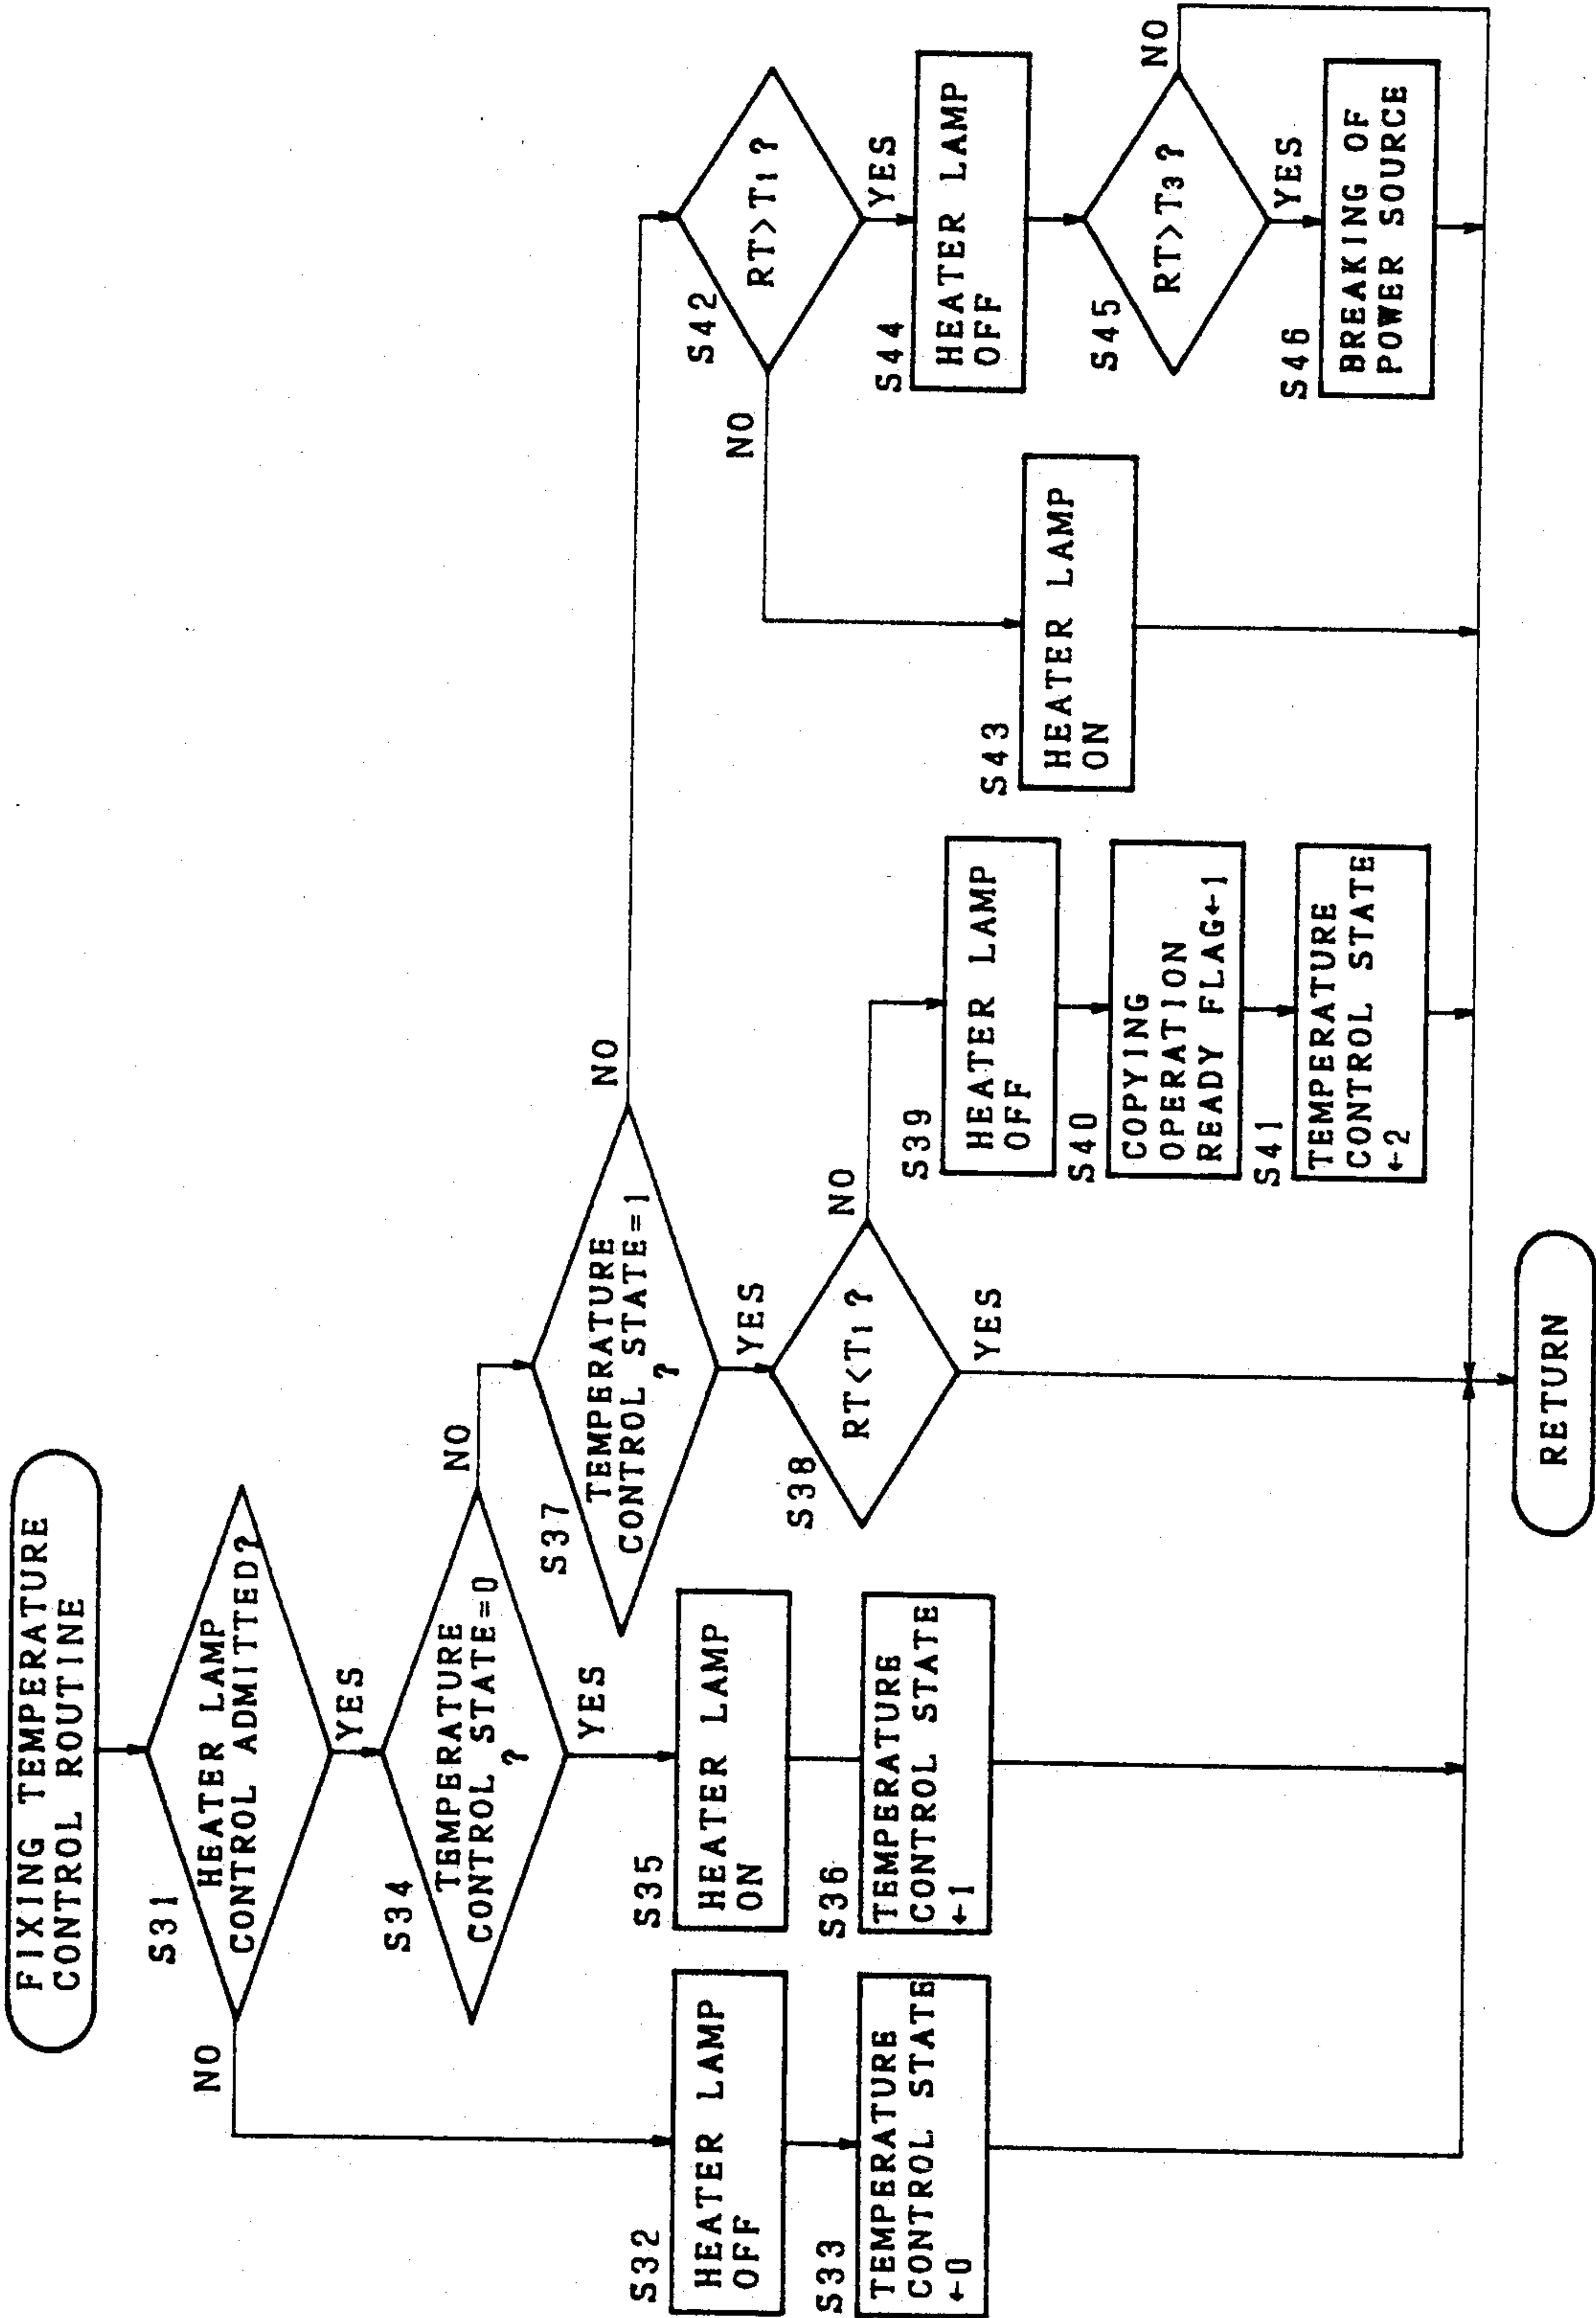 FIXING TEMPERATURE
CONTROL ROUTINE
S31
HEATER LAMP
CONTROL ADMITTED?
NO
YES
S32
HEATER LAMP
OFF
S33
TEMPERATURE
CONTROL STATE
←0
S34
TEMPERATURE
CONTROL STATE=0
?
NO
YES
S35
HEATER LAMP
ON
S36
TEMPERATURE
CONTROL STATE
←1
S37
TEMPERATURE
CONTROL STATE=1
?
NO
YES
S38
RT<T1?
NO
YES
S39
HEATER LAMP
OFF
S40
COPYING
OPERATION
READY FLAG←1
S41
TEMPERATURE
CONTROL STATE
←2
S42
RT>T1?
NO
YES
S43
HEATER LAMP
ON
S44
HEATER LAMP
OFF
S45
RT>T3?
NO
YES
S46
BREAKING OF
POWER SOURCE
RETURN